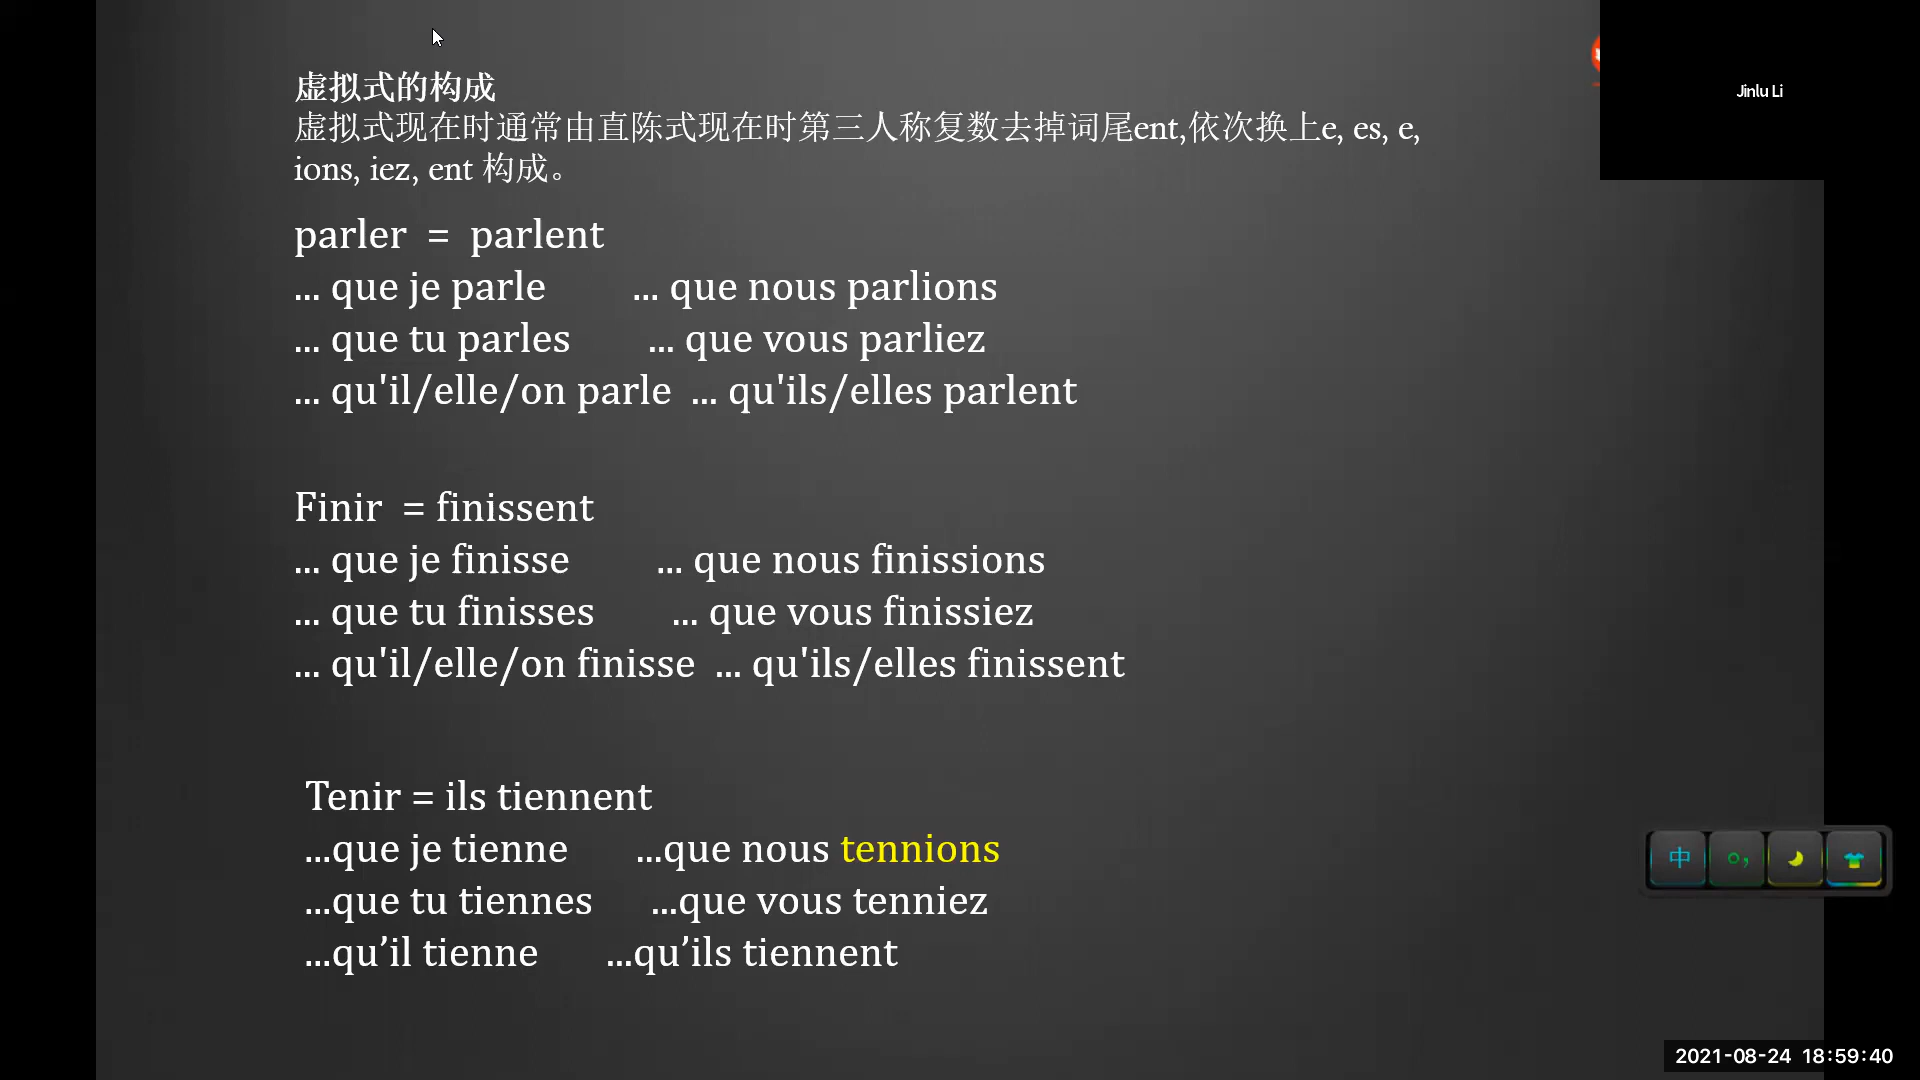 虚拟式的构成
虚拟式现在时通常由直陈式现在时第三人称复数去掉词尾ent,依次换上e, es, e,
ions, iez, ent 构成。
parler = parlent
... que je parle ... que nous parlions
... que tu parles ... que vous parliez
... qu'il/elle/on parle ... qu'ils/elles parlent
Finir = finissent
... que je finisse ... que nous finissions
... que tu finisses ... que vous finissiez
... qu'il/elle/on finisse ... qu'ils/elles finissent
Tenir = ils tiennent
...que je tienne ...que nous tennions
...que tu tiennes ...que vous tenniez
...qu’il tienne ...qu’ils tiennent
Jinlu Li
中
2021-08-24 18:59:40